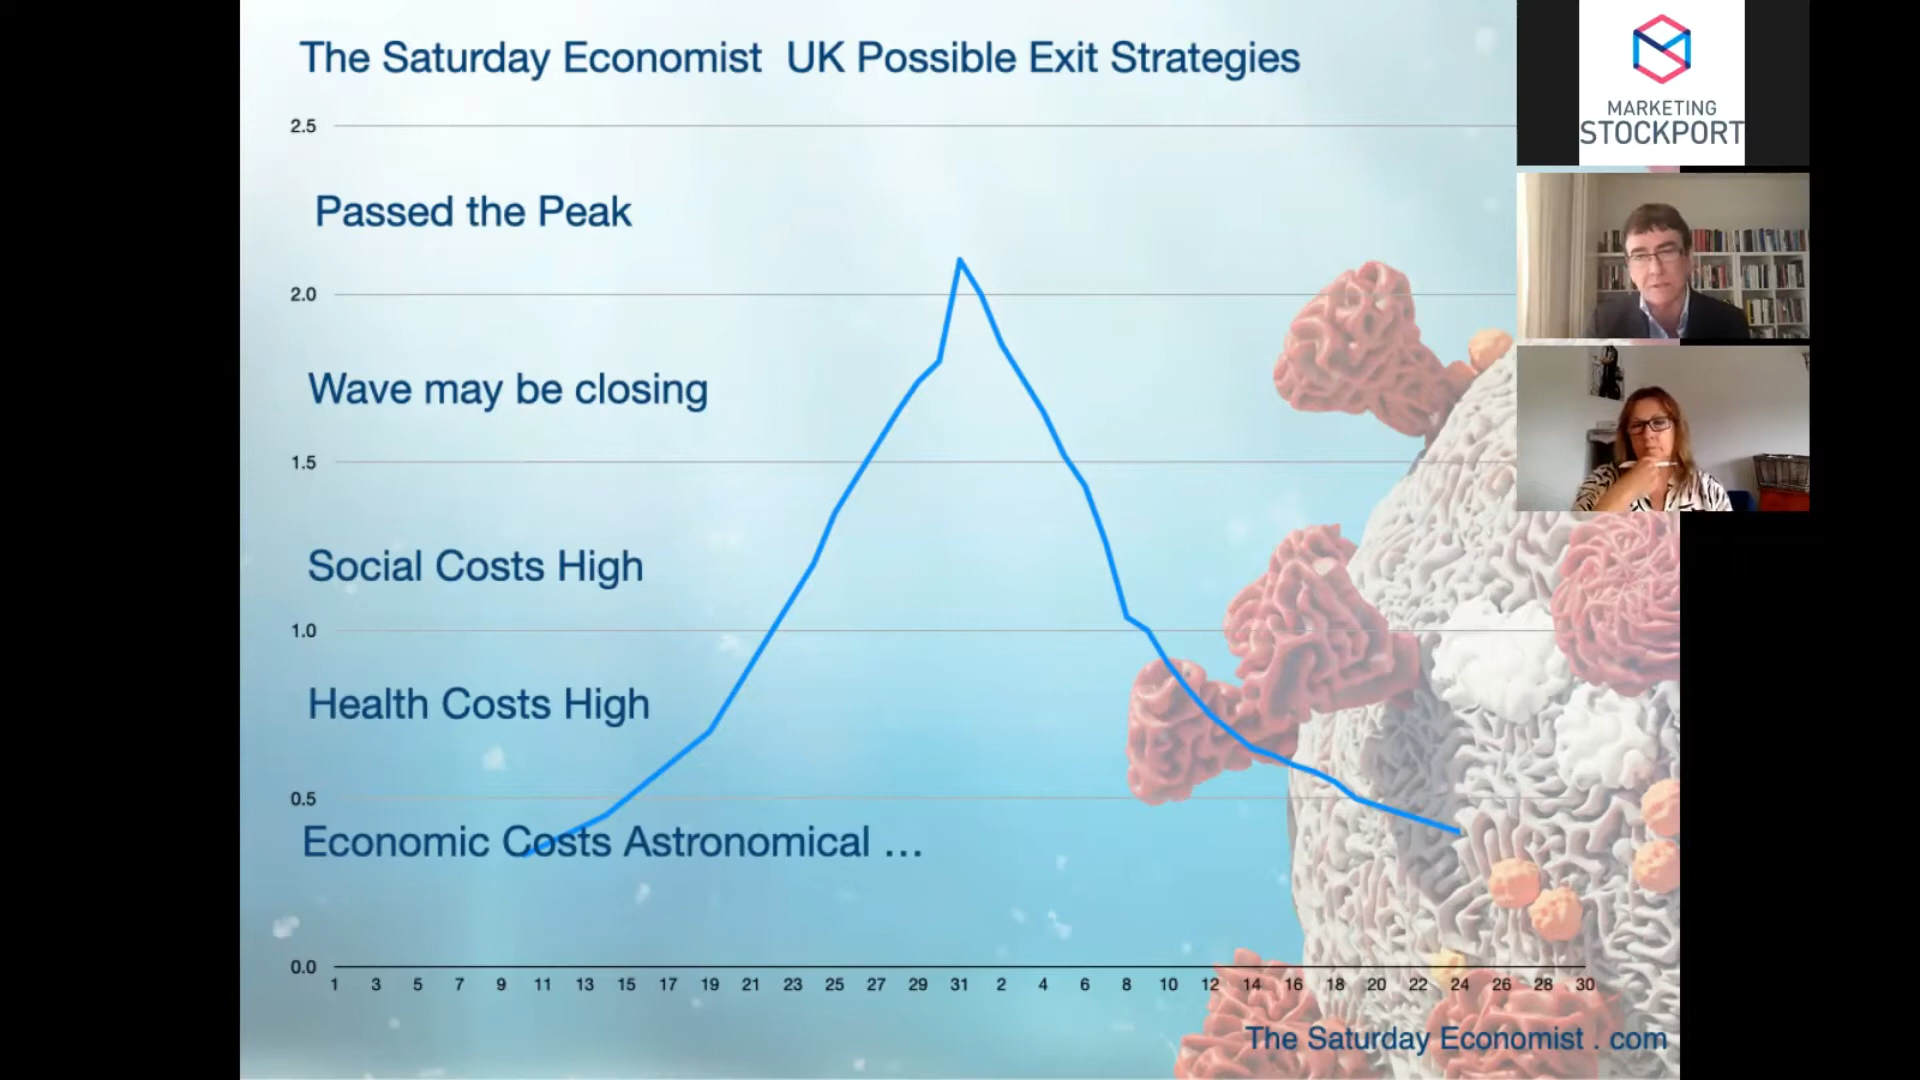 The Saturday Economist  UK Possible Exit Strategies
2.5
Passed the Peak
2.0
Wave may be closing
1.5
Social Costs High
1.0
Health Costs High
0.5
Economic Costs Astronomical ...
0.0
1 3 5 7 9 11 13 15 17 19 21 23 25 27 29 31 2 4 6 8 10 12 14 16 18 20 22 24 26 28 30
The Saturday Economist . com
MARKETING
STOCKPORT